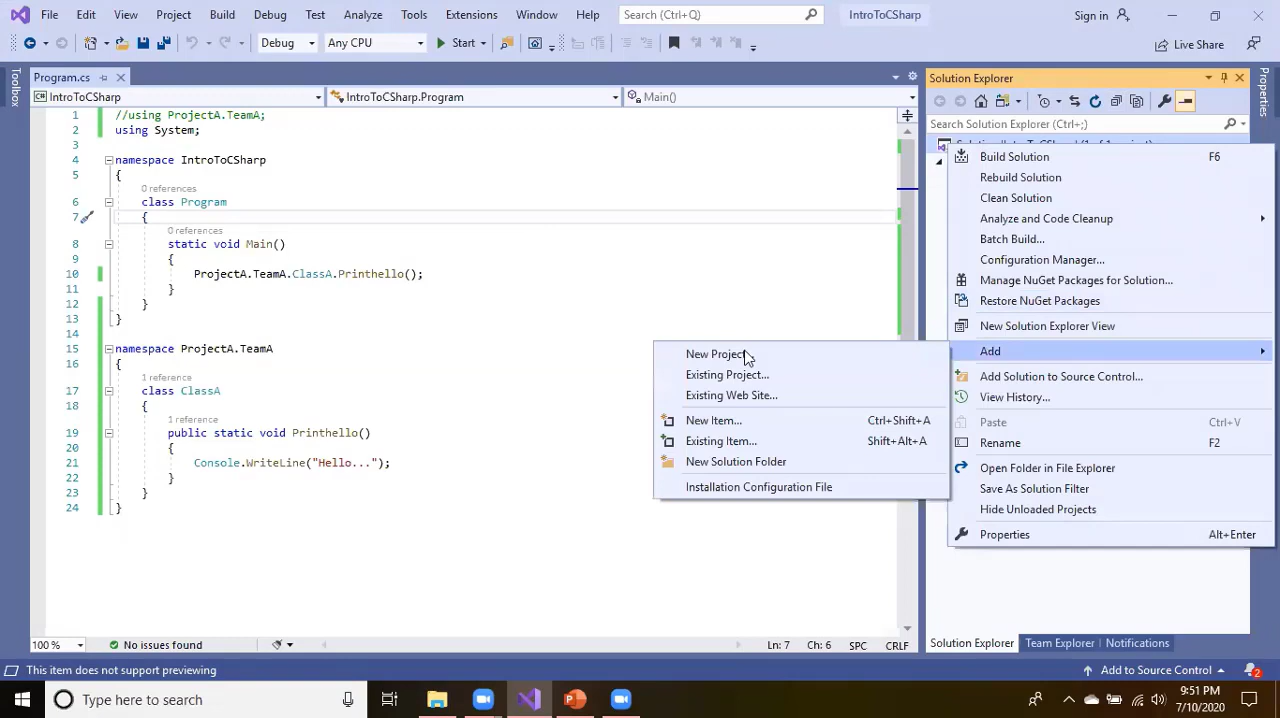 File Edit View Project Build Debug Test Analyze Tools Extensions Window Help Search (Ctrl+Q) IntroToCSharp Sign in
Debug Any CPU Start Live Share
Toolbox
Program.cs
IntroToCSharp IntroToCSharp.Program Main()
1 //using ProjectA.TeamA;
2 using System;
3
4 namespace IntroToCSharp
5 {
0 references
6 class Program
7 {
0 references
8 static void Main()
9 {
10 ProjectA.TeamA.ClassA.Printhello();
11 }
12 }
13 }
14
15 namespace ProjectA.TeamA
16 {
1 reference
17 class ClassA
18 {
1 reference
19 public static void Printhello()
20 {
21 Console.WriteLine("Hello...");
22 }
23 }
24 }
100 % No issues found Ln: 7 Ch: 6 SPC CRLF
Solution Explorer
Search Solution Explorer (Ctrl+;)
Properties
Build Solution F6
Rebuild Solution
Clean Solution
Analyze and Code Cleanup
Batch Build...
Configuration Manager...
Manage NuGet Packages for Solution...
Restore NuGet Packages
New Solution Explorer View
Add
Add Solution to Source Control...
View History...
Paste Ctrl+V
Rename F2
Open Folder in File Explorer
Save As Solution Filter
Hide Unloaded Projects
Properties Alt+Enter
New Project...
Existing Project...
Existing Web Site...
New Item... Ctrl+Shift+A
Existing Item... Shift+Alt+A
New Solution Folder
Installation Configuration File
Solution Explorer Team Explorer Notifications
This item does not support previewing Add to Source Control 2
Type here to search
9:51 PM
7/10/2020